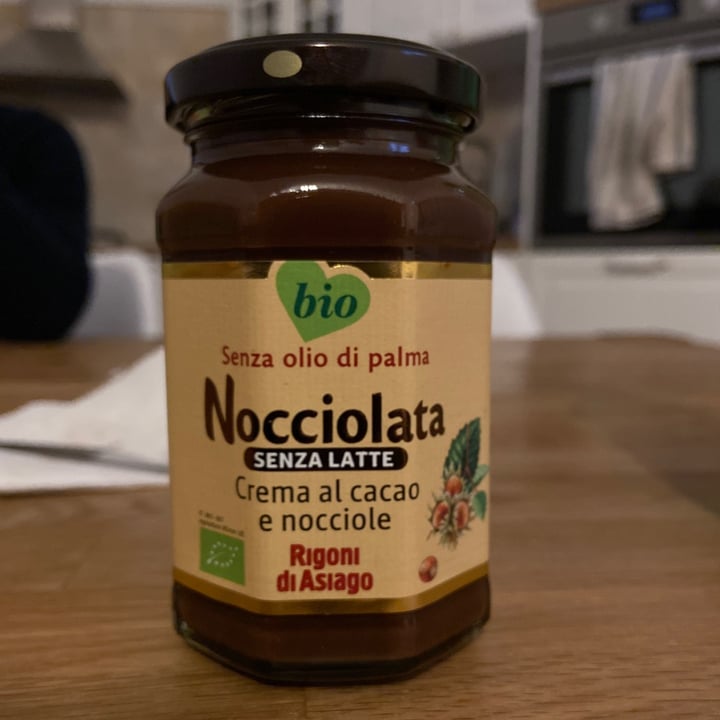 bio
Senza olio di palma
Nocciolata
SENZA LATTE
Crema al cacao
e nocciole
Rigoni
di Asiago